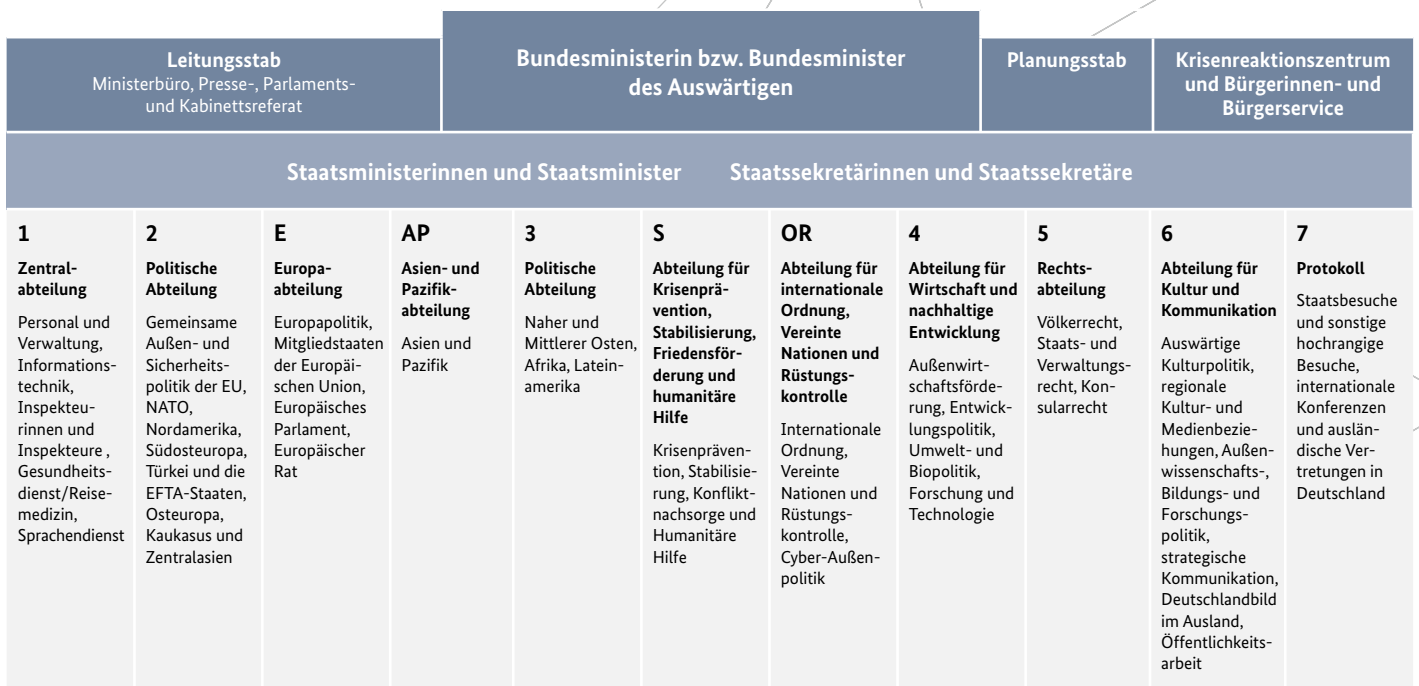 Leitungsstab
Ministerbüro, Presse-, Parlaments-
und Kabinettsreferat
Bundesministerin bzw. Bundesminister
des Auswärtigen
Planungsstab
Krisenreaktionszentrum
und Bürgerinnen- und
Bürgerservice
Staatsministerinnen und Staatsminister
Staatssekretärinnen und Staatssekretäre
1
Zentral-
abteilung
Personal und
Verwaltung,
Informations-
technik,
Inspekteu-
rinnen und
Inspekteure ,
Gesundheits-
dienst/Reise-
medizin,
Sprachendienst
2
Politische
Abteilung
Gemeinsame
Außen- und
Sicherheits-
politik der EU,
NATO,
Nordamerika,
Südosteuropa,
Türkei und die
EFTA-Staaten,
Osteuropa,
Kaukasus und
Zentralasien
E
Europa-
abteilung
Europapolitik,
Mitgliedstaaten
der Europäi-
schen Union,
Europäisches
Parlament,
Europäischer
Rat
AP
Asien- und
Pazifik-
abteilung
Asien und
Pazifik
3
Politische
Abteilung
Naher und
Mittlerer Osten,
Afrika, Latein-
amerika
S
Abteilung für
Krisenprä-
vention,
Stabilisierung,
Friedensför-
derung und
humanitäre
Hilfe
Krisenpräven-
tion, Stabilisie-
rung, Konflikt-
nachsorge und
Humanitäre
Hilfe
OR
Abteilung für
internationale
Ordnung,
Vereinte
Nationen und
Rüstungs-
kontrolle
Internationale
Ordnung,
Vereinte
Nationen und
Rüstungs-
kontrolle,
Cyber-Außen-
politik
4
Abteilung für
Wirtschaft und
nachhaltige
Entwicklung
Außenwirt-
schaftsförde-
rung, Entwick-
lungspolitik,
Umwelt- und
Biopolitik,
Forschung und
Technologie
5
Rechts-
abteilung
Völkerrecht,
Staats- und
Verwaltungs-
recht, Kon-
sularrecht
6
Abteilung für
Kultur und
Kommunikation
Auswärtige
Kulturpolitik,
regionale
Kultur- und
Medienbezie-
hungen, Außen-
wissenschafts-,
Bildungs- und
Forschungs-
politik,
strategische
Kommunikation,
Deutschlandbild
im Ausland,
Öffentlichkeits-
arbeit
7
Protokoll
Staatsbesuche
und sonstige
hochrangige
Besuche,
internationale
Konferenzen
und auslän-
dische Ver-
tretungen in
Deutschland